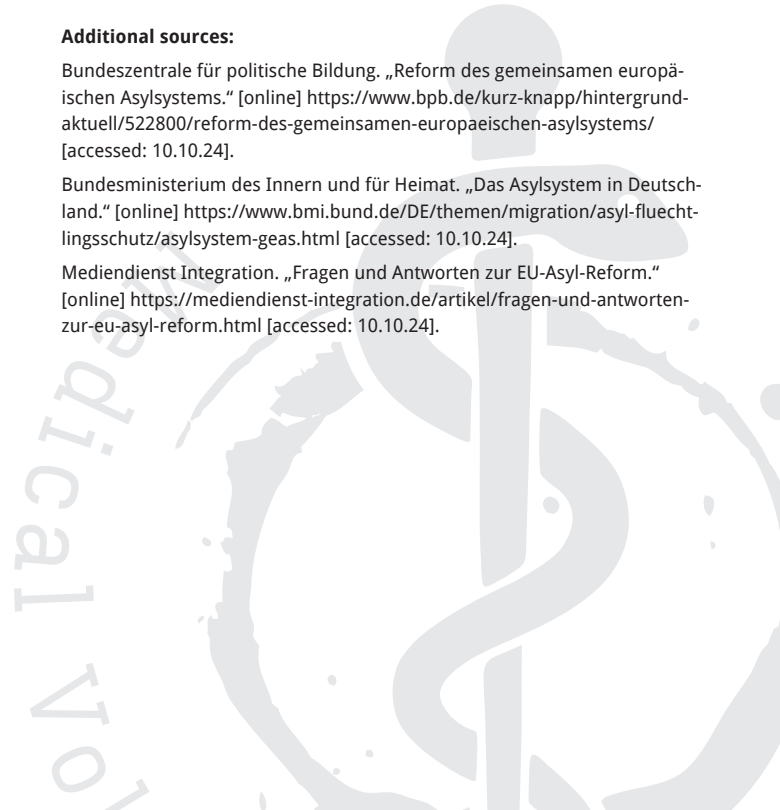 Additional sources:
Bundeszentrale für politische Bildung. „Reform des gemeinsamen europä-
ischen Asylsystems.“ [online] https://www.bpb.de/kurz-knapp/hintergrund-
aktuell/522800/reform-des-gemeinsamen-europaeischen-asylsystems/
[accessed: 10.10.24].
Bundesministerium des Innern und für Heimat. „Das Asylsystem in Deutsch-
land.“ [online] https://www.bmi.bund.de/DE/themen/migration/asyl-fluecht-
lingsschutz/asylsystem-geas.html [accessed: 10.10.24].
Mediendienst Integration. „Fragen und Antworten zur EU-Asyl-Reform.“
[online] https://mediendienst-integration.de/artikel/fragen-und-antworten-
zur-eu-asyl-reform.html [accessed: 10.10.24].
Medical Vol